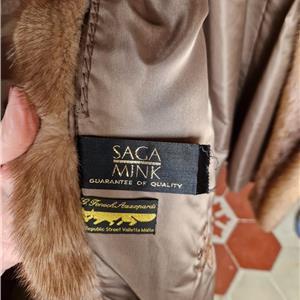 SAGA
MINK
GUARANTEE OF QUALITY
Republic Street Valletta Malta